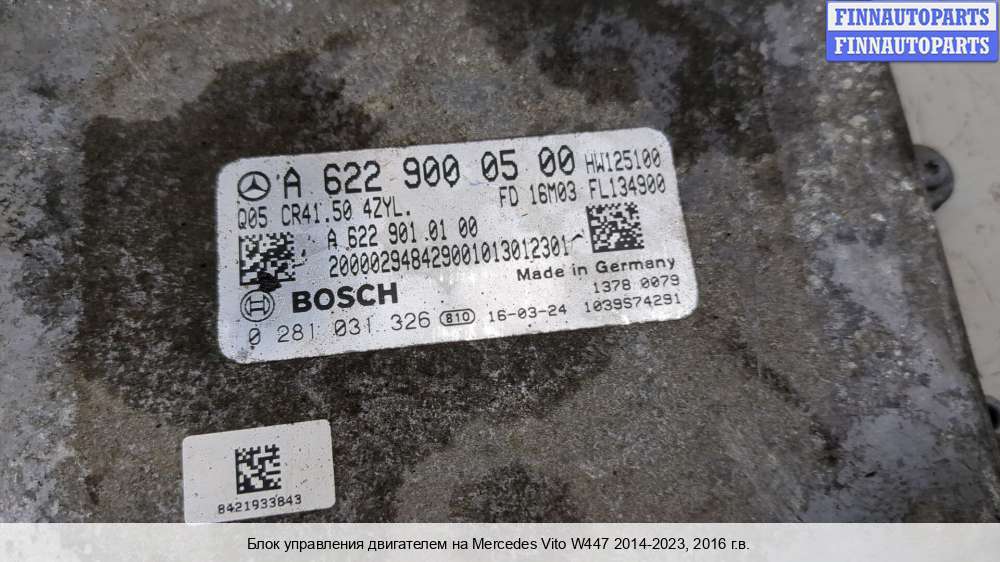 FINNAUTOPARTS
FINNAUTOPARTS
A 622 900 05 00 HW125100
Q05 CR41.50 4ZYL. FD 16M03 FL134900
A 622 901 01 00
200002948429001013012301
Made in Germany
BOSCH 1378 0079
0 281 031 326 810 16-03-24 1039S74291
8421933843
Блок управления двигателем на Mercedes Vito W447 2014-2023, 2016 г.в.